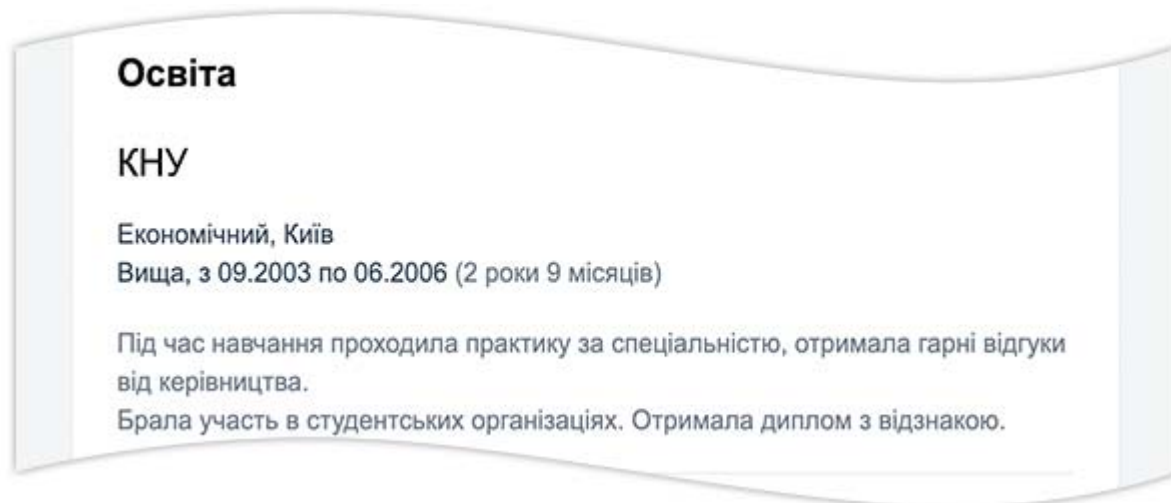 Освіта
КНУ
Економічний, Київ
Вища, з 09.2003 по 06.2006 (2 роки 9 місяців)
Під час навчання проходила практику за спеціальністю, отримала гарні відгуки
від керівництва.
Брала участь в студентських організаціях. Отримала диплом з відзнакою.